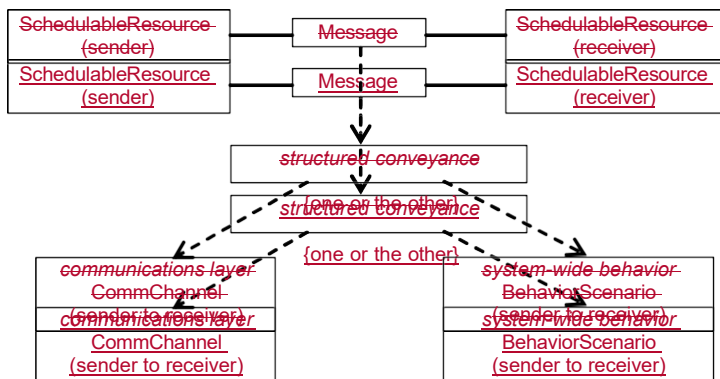 SchedulableResource
(sender)
Message
SchedulableResource
(receiver)
SchedulableResource
(sender)
Message
SchedulableResource
(receiver)
structured conveyance
{one or the other}
structured conveyance
{one or the other}
communications layer
CommChannel
(sender to receiver)
system-wide behavior
BehaviorScenario
(sender to receiver)
communications layer
CommChannel
(sender to receiver)
system-wide behavior
BehaviorScenario
(sender to receiver)